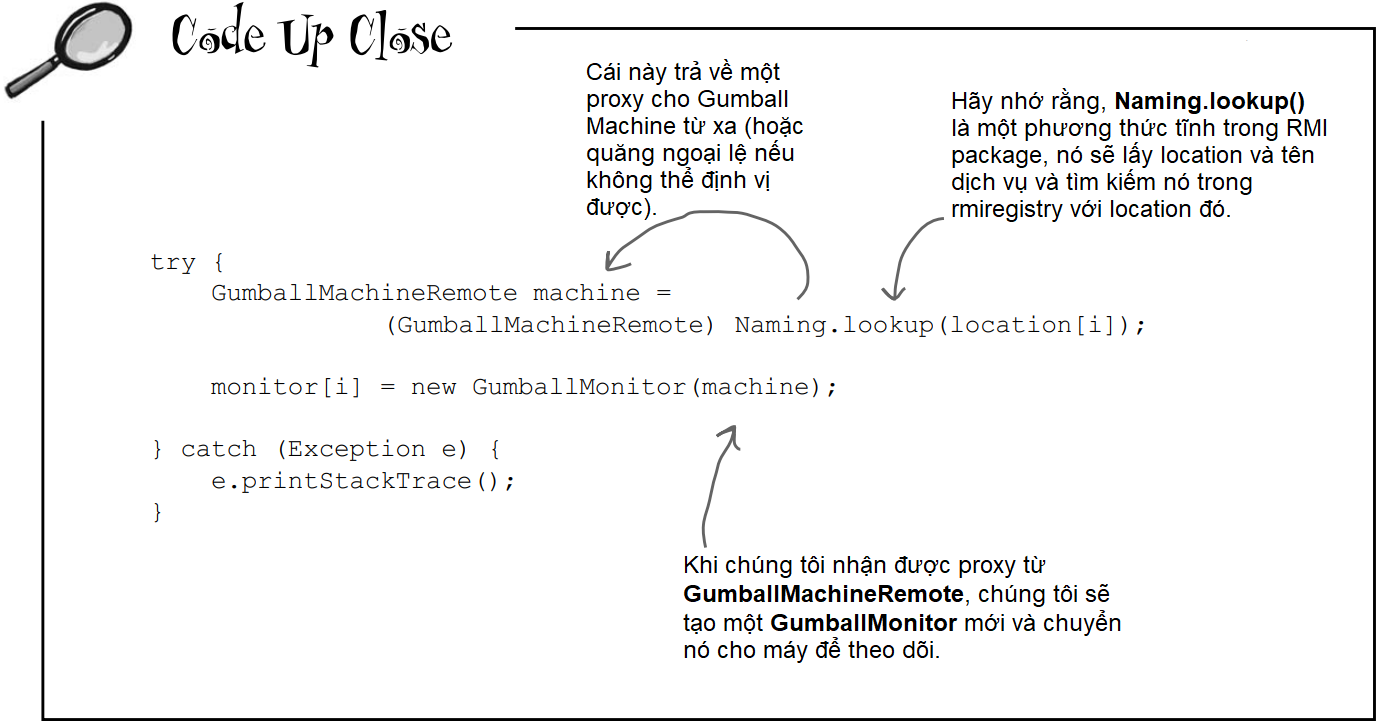 Code Up Close
Cái này trả về một
proxy cho Gumball
Machine từ xa (hoặc
quăng ngoại lệ nếu
không thể định vị
được).
Hãy nhớ rằng, Naming.lookup()
là một phương thức tĩnh trong RMI
package, nó sẽ lấy location và tên
dịch vụ và tìm kiếm nó trong
rmiregistry với location đó.
try {
    GumballMachineRemote machine =
            (GumballMachineRemote) Naming.lookup(location[i]);
    monitor[i] = new GumballMonitor(machine);
} catch (Exception e) {
    e.printStackTrace();
}
Khi chúng tôi nhận được proxy từ
GumballMachineRemote, chúng tôi sẽ
tạo một GumballMonitor mới và chuyển
nó cho máy để theo dõi.